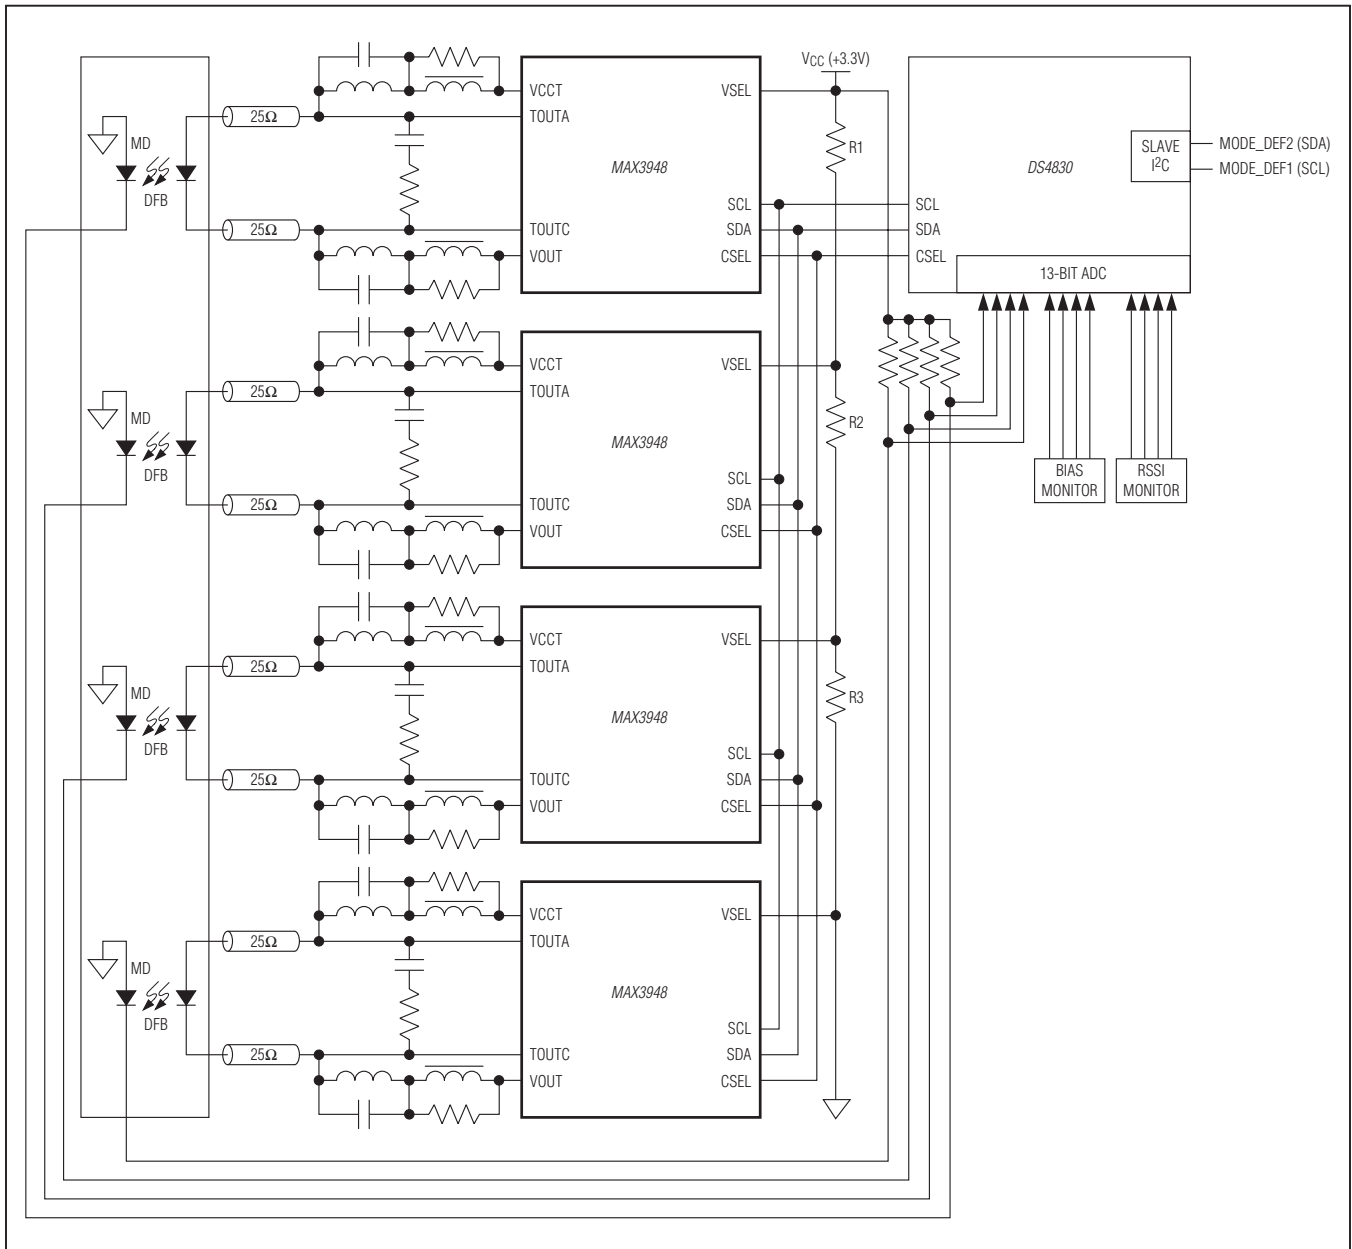 VCC (+3.3V)
VCCT
VSEL
25Ω
TOUTA
MD
R1
SLAVE
I2C
MODE_DEF2 (SDA)
MODE_DEF1 (SCL)
MAX3948
DS4830
DFB
SCL
SCL
25Ω
TOUTC
SDA
SDA
VOUT
CSEL
CSEL
13-BIT ADC
VCCT
VSEL
25Ω
TOUTA
MD
R2
MAX3948
DFB
SCL
BIAS
MONITOR
RSSI
MONITOR
25Ω
TOUTC
SDA
VOUT
CSEL
VCCT
VSEL
25Ω
TOUTA
MD
R3
MAX3948
DFB
SCL
25Ω
TOUTC
SDA
VOUT
CSEL
VCCT
VSEL
25Ω
TOUTA
MD
MAX3948
DFB
SCL
25Ω
TOUTC
SDA
VOUT
CSEL